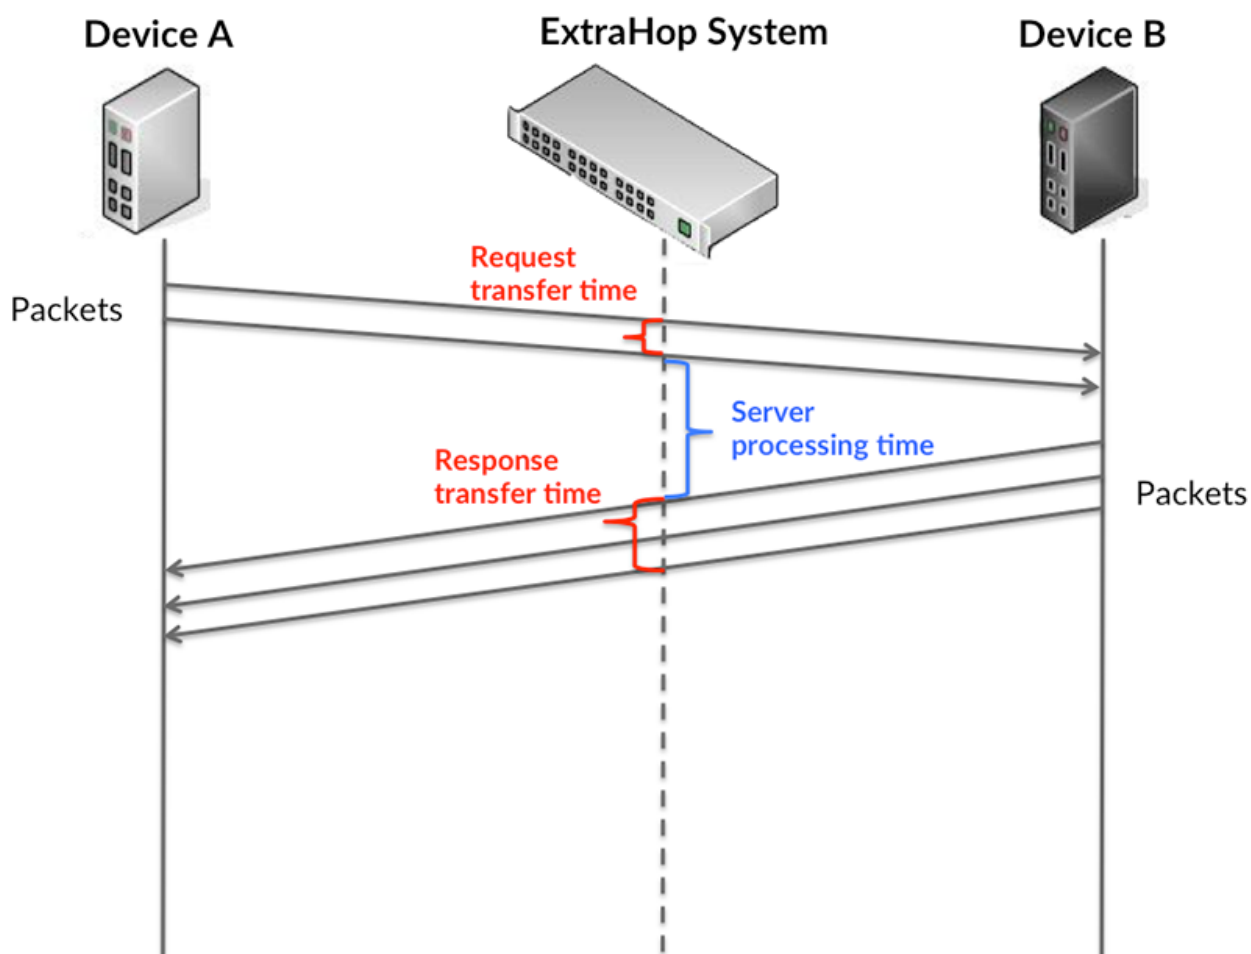 Device A
ExtraHop System
Device B
Request
transfer time
Packets
Server
processing time
Response
transfer time
Packets